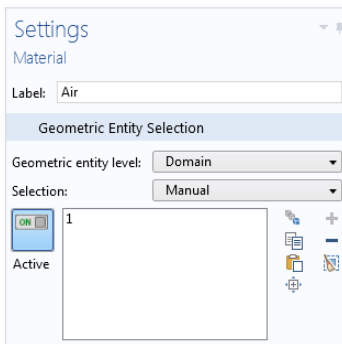 Settings
Material
Label: Air
Geometric Entity Selection
Geometric entity level: Domain
Selection: Manual
ON 1
Active